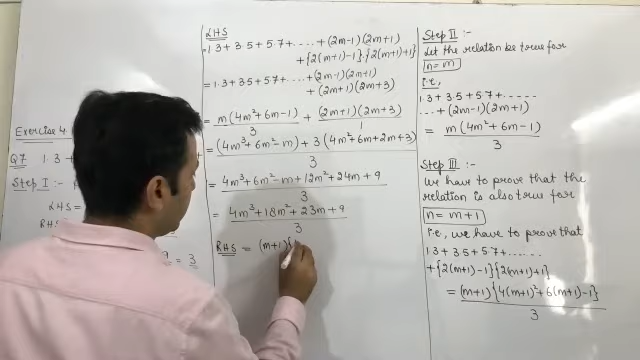 Exercise 4.
Q7 1.3 +
Step I :-
LHS =
RHS
9 = 3
LHS
= 1.3 + 3.5 + 5.7 + ..... + (2m-1)(2m+1)
+ {2(m+1)-1}.{2(m+1)+1}
= 1.3 + 3.5 + 5.7 + ..... + (2m-1)(2m+1)
+ (2m+1)(2m+3)
= m(4m²+6m-1)/3 + (2m+1)(2m+3)/1
= (4m³+6m²-m) + 3(4m²+6m+2m+3)
3
= 4m³+6m²-m+12m²+24m+9
3
= 4m³+18m²+23m+9
3
RHS = (m+1){
Step II :-
Let the relation be true for
n=m
i.e,
1.3 + 3.5 + 5.7 + ......
... + (2m-1)(2m+1)
= m(4m²+6m-1)
3
Step III :-
We have to prove that the
relation is also true for
n=m+1
i.e, we have to prove that
1.3 + 3.5 + 5.7 + ......
+ {2(m+1)-1}{2(m+1)+1}
= (m+1){4(m+1)²+6(m+1)-1}
3